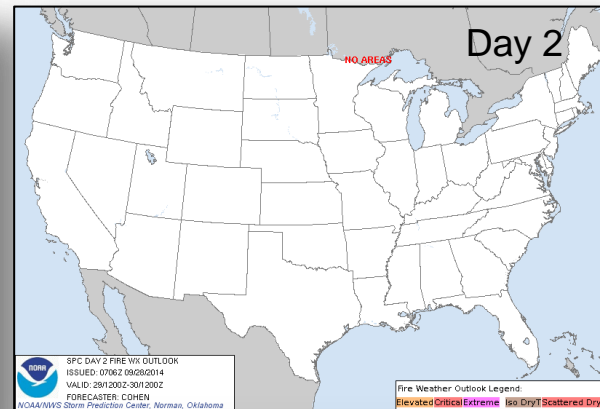 Day 2
NO AREAS
NOAA
SPC DAY 2 FIRE WX OUTLOOK
ISSUED: 0706Z 09/28/2014
VALID: 29/1200Z-30/1200Z
FORECASTER: COHEN
NOAA/NWS Storm Prediction Center, Norman, Oklahoma
Fire Weather Outlook Legend:
Elevated Critical Extreme Iso DryT Scattered Dry